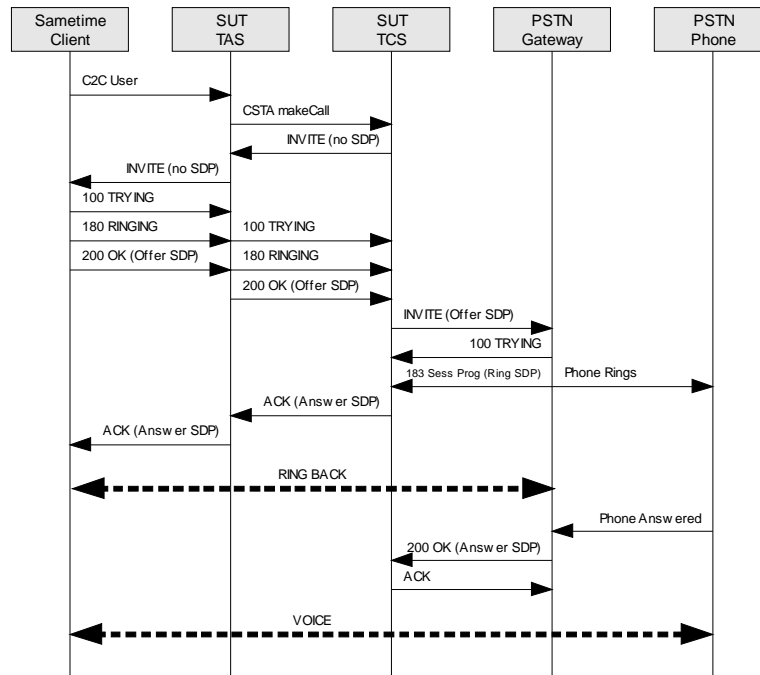 Sametime
Client
SUT
TAS
SUT
TCS
PSTN
Gateway
PSTN
Phone
C2C User
CSTA makeCall
INVITE (no SDP)
INVITE (no SDP)
100 TRYING
180 RINGING
100 TRYING
200 OK (Offer SDP)
180 RINGING
200 OK (Offer SDP)
INVITE (Offer SDP)
100 TRYING
183 Sess Prog (Ring SDP)
Phone Rings
ACK (Answer SDP)
ACK (Answer SDP)
RING BACK
Phone Answered
200 OK (Answer SDP)
ACK
VOICE